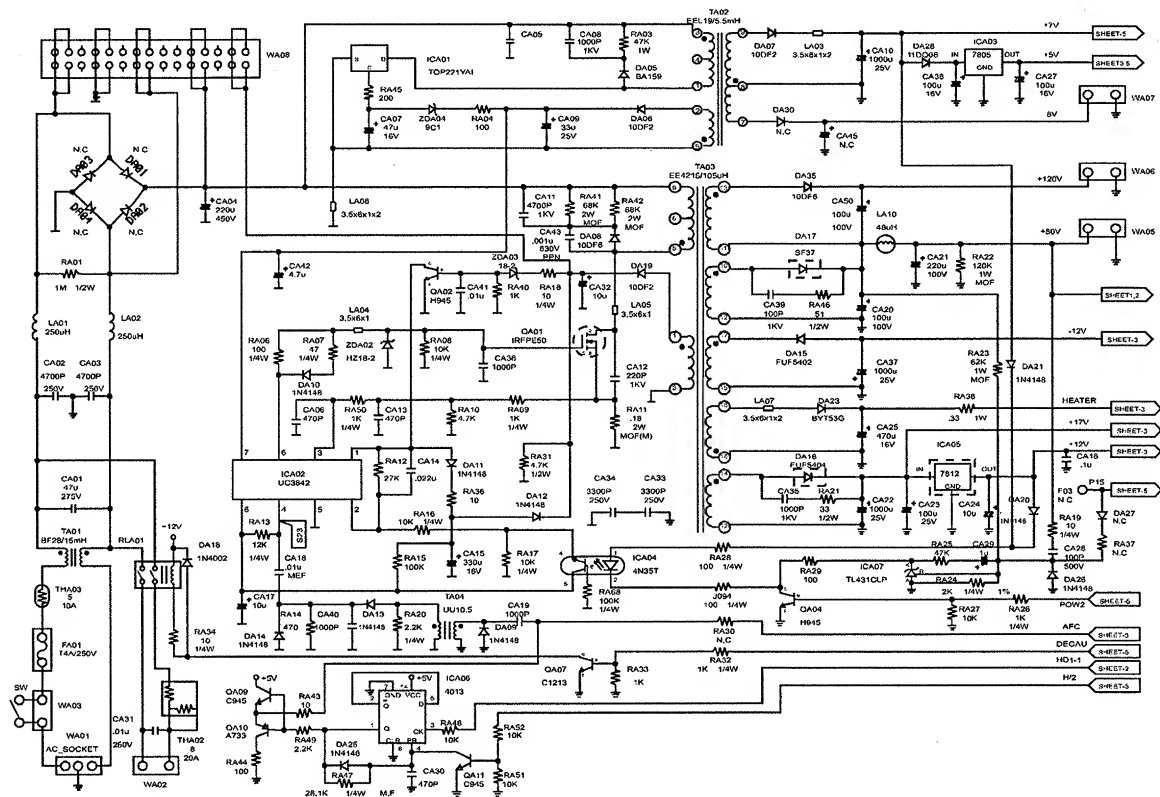 TA02
EEL19/5.5mH
CA05
CA08
1000P
1KV
RA03
47K
1W
DA07
10DF2
LA03
3.5x8x1x2
CA10
1000u
25V
DA28
11DQ08
ICA03
IN
7805
OUT
GND
+7V
SHEET-5
+5V
WA08
ICA01
TOP221YAI
S
D
C
DA05
BA159
CA38
100u
16V
CA27
100u
16V
RA45
200
WA07
8V
CA07
47u
16V
ZDA04
9C1
RA04
100
CA09
33u
25V
DA06
10DF2
DA30
N.C
CA45
N.C
N.C
DA03
N.C
DA01
DA04
N.C
DA02
N.C
CA04
220u
450V
LA08
3.5x6x1x2
TA03
EE4215/105uH
CA11
4700P
1KV
RA41
68K
2W
MOF
RA42
68K
2W
MOF
CA43
.001u
630V
PPN
DA08
10DF6
DA35
10DF6
CA50
100u
100V
LA10
48uH
+120V
WA06
+80V
WA05
RA01
1M 1/2W
CA42
4.7u
QA02
H945
CA41
.01u
ZDA03
18-2
RA40
1K
RA18
10
1/4W
CA32
10u
DA19
10DF2
DA17
SF37
CA39
100P
1KV
RA46
51
1/2W
CA21
220u
100V
RA22
120K
1W
MOF
CA20
100u
100V
SHEET1,2
LA01
250uH
LA02
250uH
LA04
3.5x6x1
LA05
3.5x6x1
QA01
IRFPE50
RA06
100
1/4W
RA07
47
1/4W
ZDA02
HZ18-2
RA08
10K
1/4W
CA36
1000P
DA10
1N4148
CA12
220P
1KV
DA15
FUF5402
CA37
1000u
25V
RA23
62K
1W
MOF
DA21
1N4148
-12V
SHEET-3
CA02
4700P
250V
CA03
4700P
250V
CA06
470P
RA50
1K
1/4W
CA13
470P
RA10
4.7K
RA09
1K
1/4W
RA11
.18
2W
MOF(M)
LA07
3.5x6x1x2
DA23
BYT53G
CA25
470u
16V
RA38
.33
1W
HEATER
SHEET-3
+17V
SHEET-3
+12V
SHEET-3
ICA02
UC3842
RA12
27K
CA14
.022u
DA11
1N4148
RA36
10
RA31
4.7K
1/2W
DA12
1N4148
CA34
3300P
250V
CA33
3300P
250V
DA16
FUF5404
CA35
1000P
1KV
RA21
33
1/2W
CA22
1000u
25V
ICA05
IN
7812
OUT
GND
CA23
100u
25V
CA24
10u
DA20
CA18
.1u
F03
N.C
P15
SHEET-5
DA27
N.C
RA37
N.C
CA01
47u
275V
TA01
BF28/16mH
RLA01
-12V
DA18
1N4002
RA13
12K
1/4W
S23
CA16
.01u
MEF
RA16
10K
1/4W
RA15
100K
CA15
330u
16V
RA17
10K
1/4W
ICA04
4N35T
RA28
100
1/4W
RA19
10
1/4W
CA26
100P
500V
RA25
47K
CA29
1u
ICA07
TL431CLP
RA29
100
RA24
2K
1/4W
1%
DA26
1N4148
POW2
SHEET-6
THA03
5
10A
CA17
10u
RA14
470
CA40
1000P
DA13
1N4148
RA20
2.2K
1/4W
TA04
UU10.5
CA19
1000P
RA68
100K
1/4W
J094
100 1/4W
QA04
H945
RA27
10K
RA26
1K
1/4W
FA01
T4A/250V
RA34
10
1/4W
DA14
1N4148
DA09
1N4148
RA30
N.C
AFC
SHEET-3
DEGAU
SHEET-6
HD1-1
SHEET-2
H/2
SHEET-5
QA07
C1213
RA33
1K
RA32
1K 1/4W
SW
WA03
CA31
.01u
250V
THA02
8
20A
QA09
C945
+5V
RA43
10
+5V
ICA06
4013
GND
VCC
CK
RA48
10K
RA52
10K
QA10
A733
RA49
2.2K
DA25
1N4148
RA44
100
RA47
28.1K 1/4W M.F
CA30
470P
QA11
C945
RA51
10K
WA01
AC_SOCKET
WA02